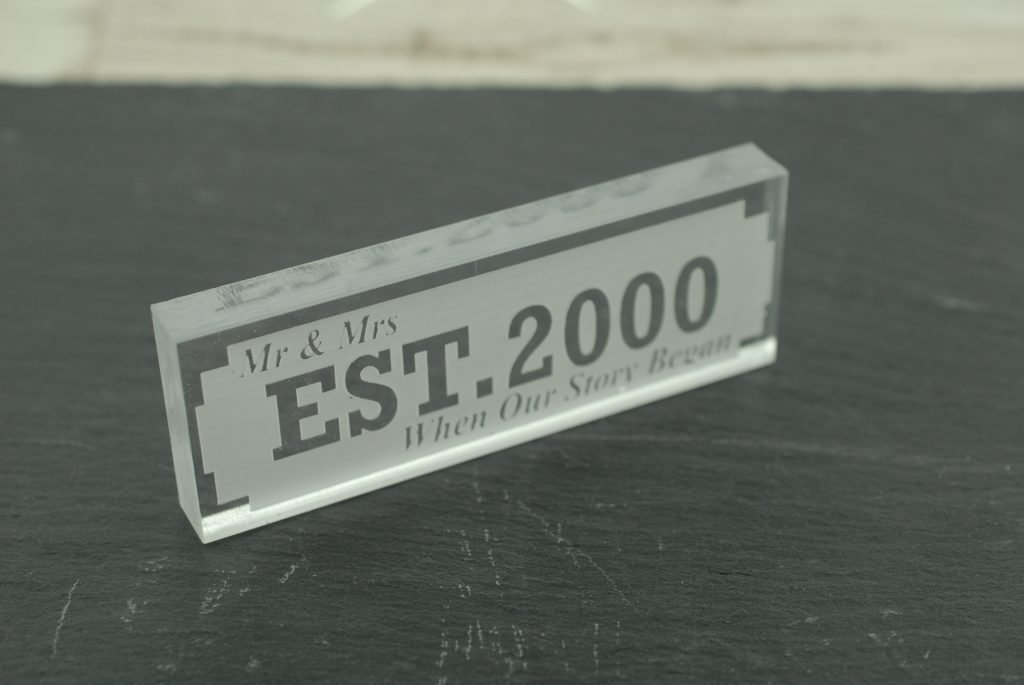 Mr & Mrs
EST.2000
When Our Story Began